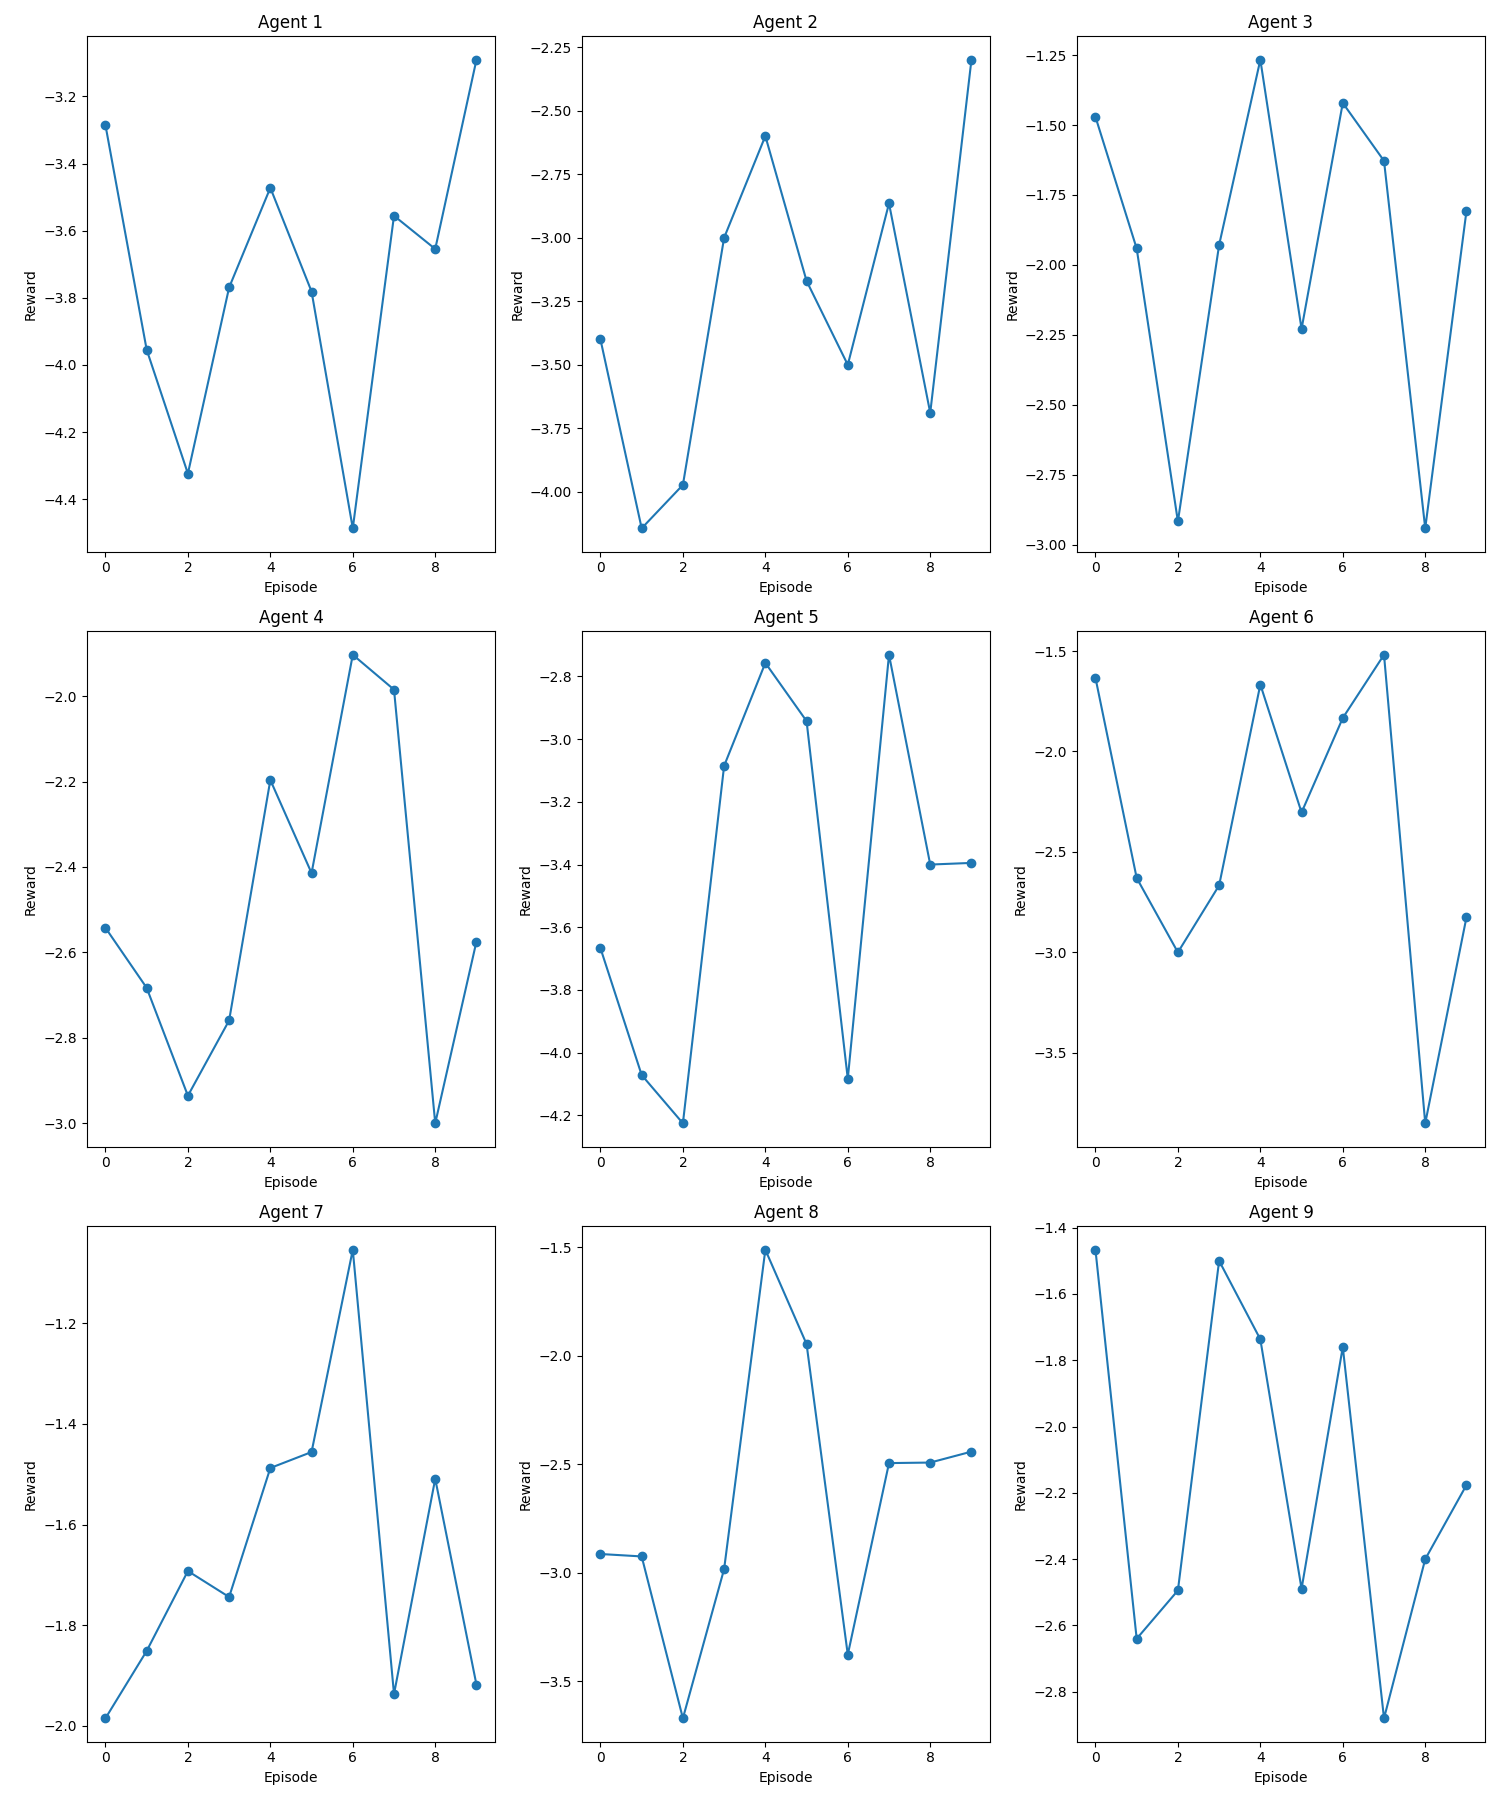 Agent 1
Agent 2
Agent 3
−3.2
−3.4
−3.6
−3.8
−4.0
−4.2
−4.4
Reward
0 2 4 6 8
Episode
−2.25
−2.50
−2.75
−3.00
−3.25
−3.50
−3.75
−4.00
Reward
0 2 4 6 8
Episode
−1.25
−1.50
−1.75
−2.00
−2.25
−2.50
−2.75
−3.00
Reward
0 2 4 6 8
Episode
Agent 4
Agent 5
Agent 6
−2.0
−2.2
−2.4
−2.6
−2.8
−3.0
Reward
0 2 4 6 8
Episode
−2.8
−3.0
−3.2
−3.4
−3.6
−3.8
−4.0
−4.2
Reward
0 2 4 6 8
Episode
−1.5
−2.0
−2.5
−3.0
−3.5
Reward
0 2 4 6 8
Episode
Agent 7
Agent 8
Agent 9
−1.2
−1.4
−1.6
−1.8
−2.0
Reward
0 2 4 6 8
Episode
−1.5
−2.0
−2.5
−3.0
−3.5
Reward
0 2 4 6 8
Episode
−1.4
−1.6
−1.8
−2.0
−2.2
−2.4
−2.6
−2.8
Reward
0 2 4 6 8
Episode